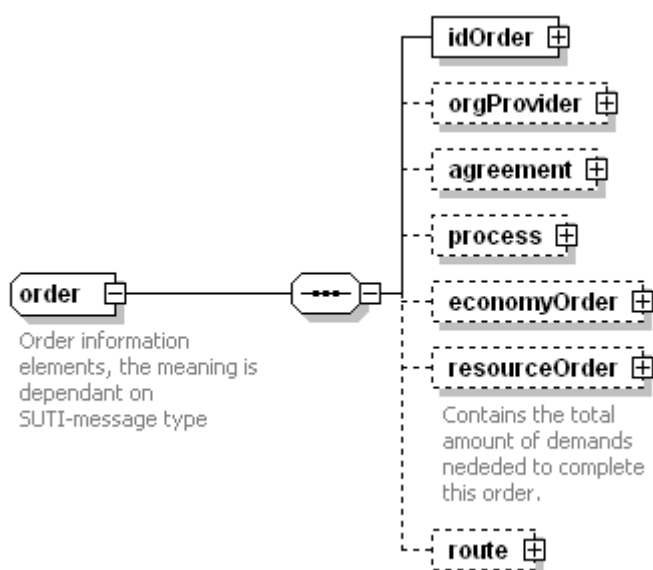 idOrder
orgProvider
agreement
process
order
economyOrder
Order information
elements, the meaning is
dependant on
SUTI-message type
resourceOrder
Contains the total
amount of demands
nededed to complete
this order.
route